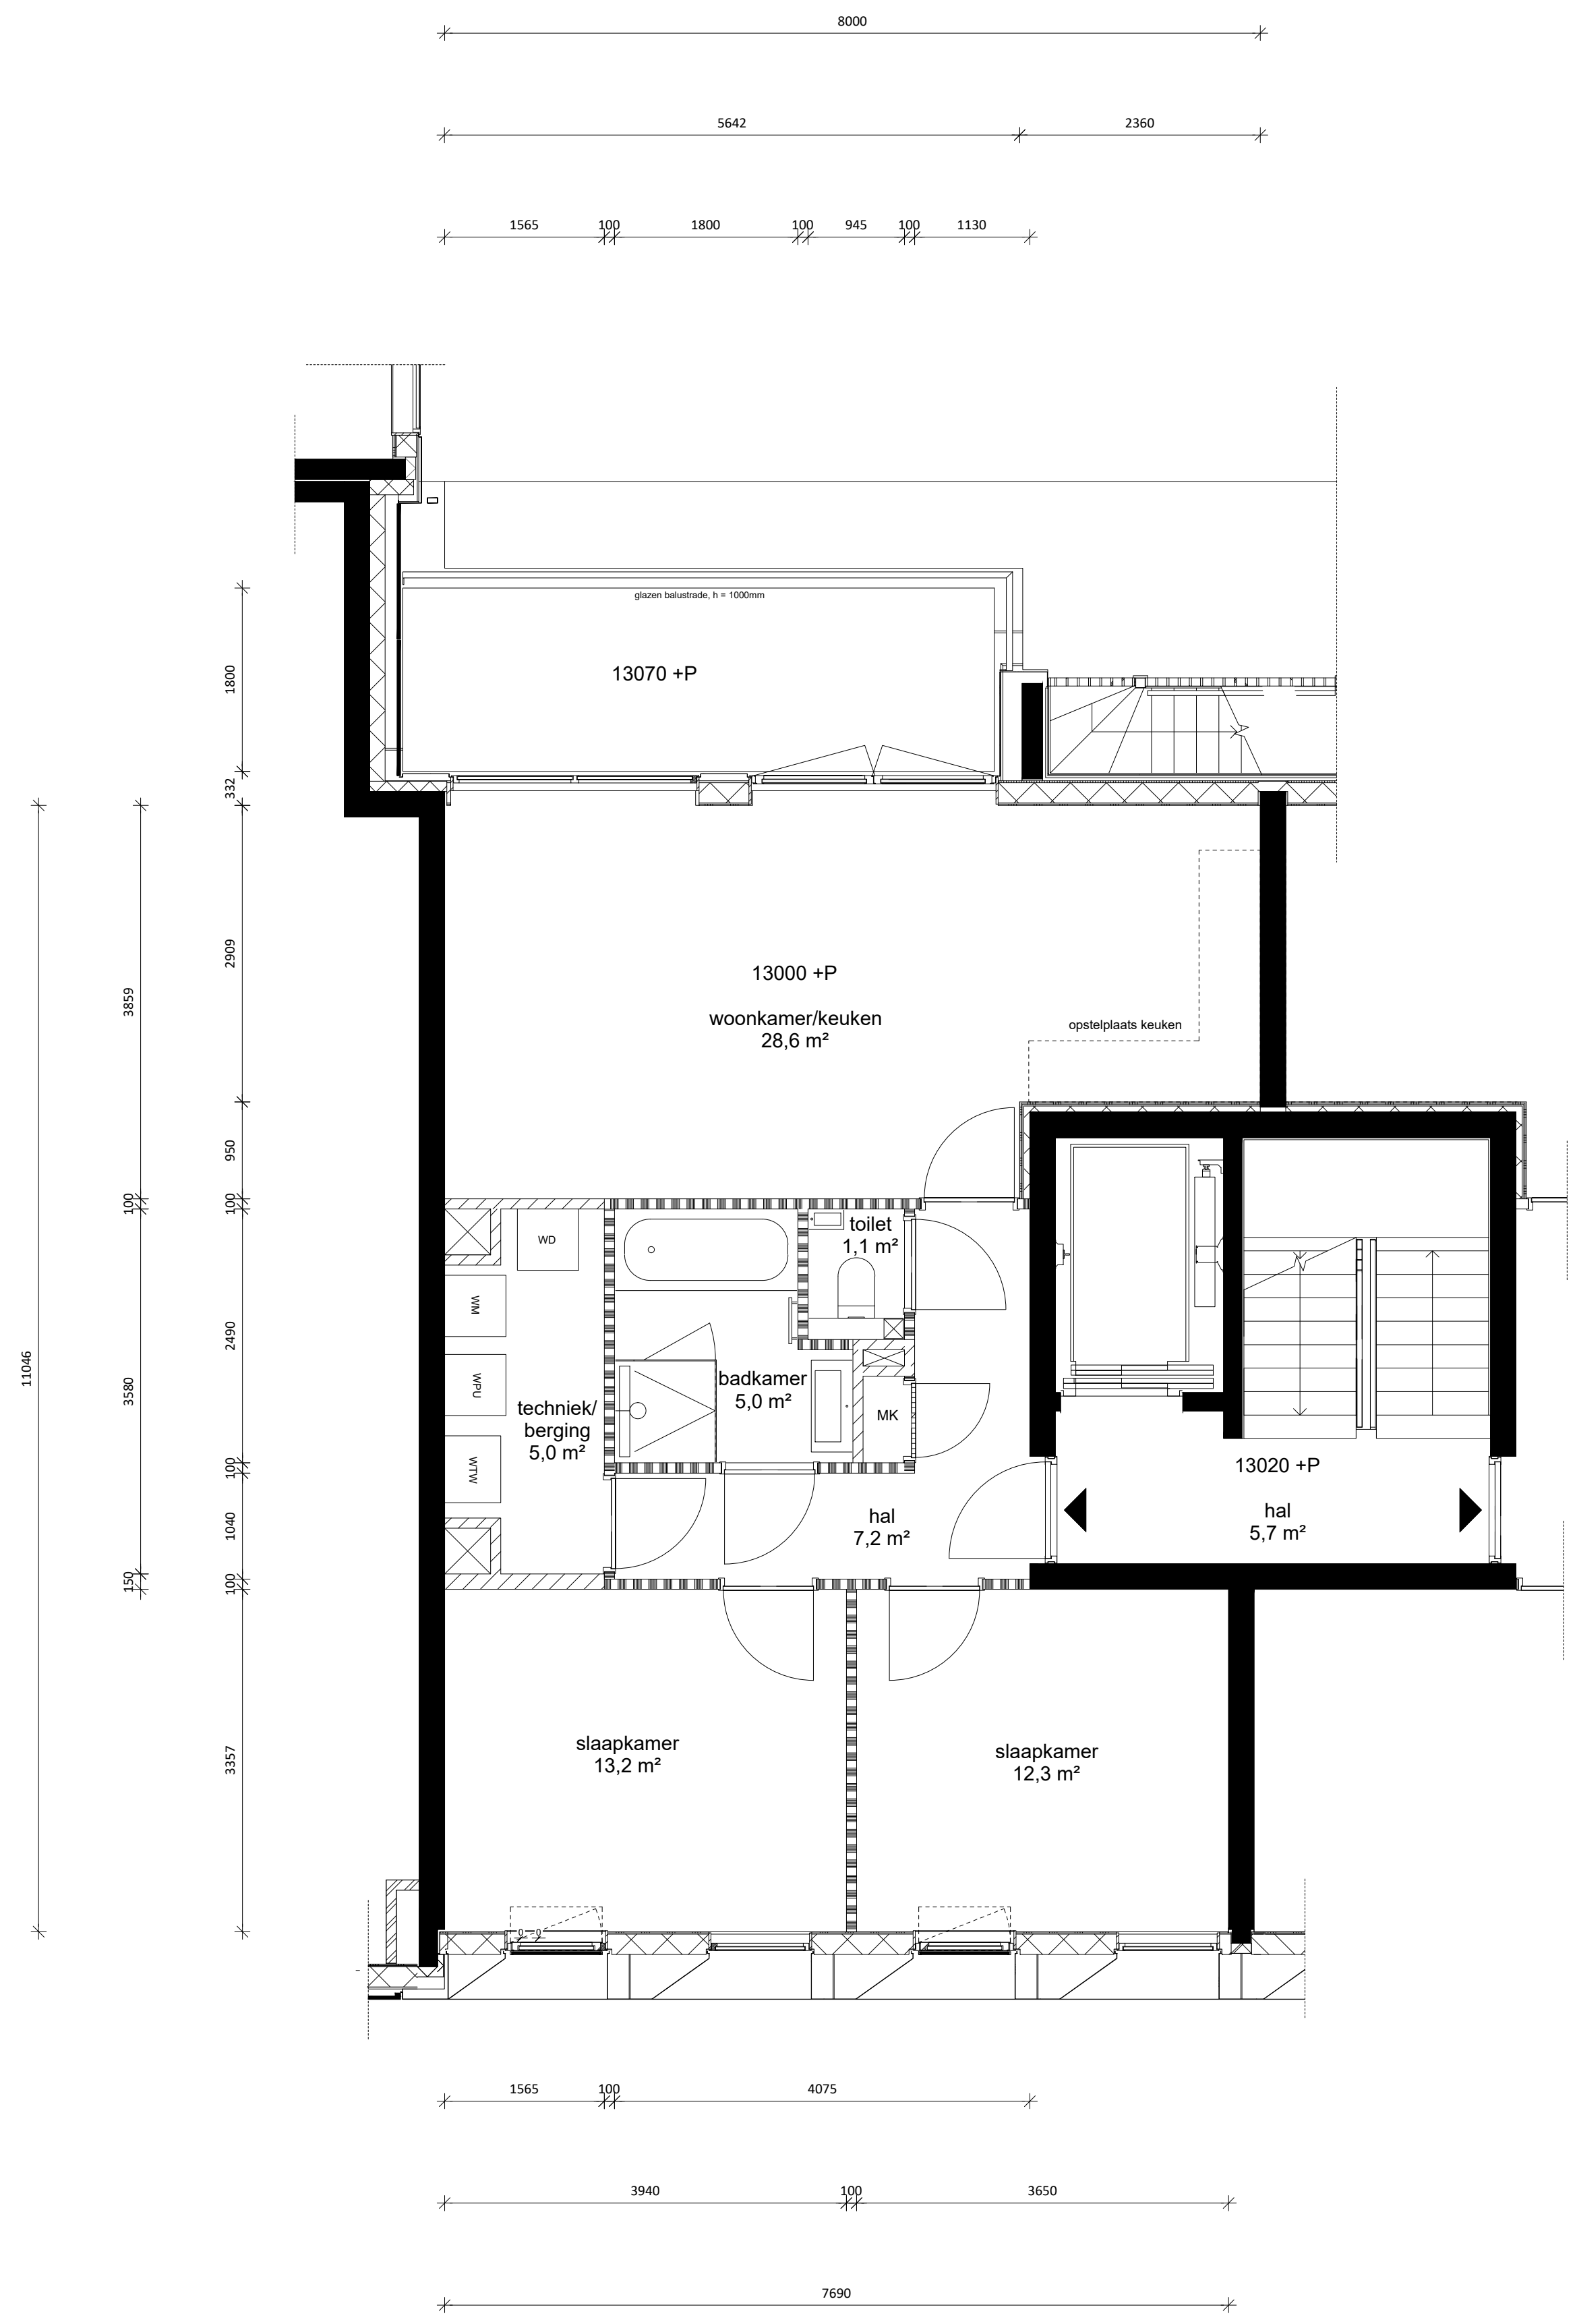 8000
5642
2360
1565
100
1800
100
945
100
1130
glazen balustrade, h = 1000mm
13070 +P
1800
332
2909
3859
950
100
100
11046
2490
3580
100
1040
150
100
3357
13000 +P
woonkamer/keuken
28,6 m²
opstelplaats keuken
WD
toilet
1,1 m²
WM
WPU
badkamer
5,0 m²
techniek/
berging
5,0 m²
MK
WTW
13020 +P
hal
7,2 m²
hal
5,7 m²
slaapkamer
13,2 m²
slaapkamer
12,3 m²
0 0
1565
100
4075
3940
100
3650
7690